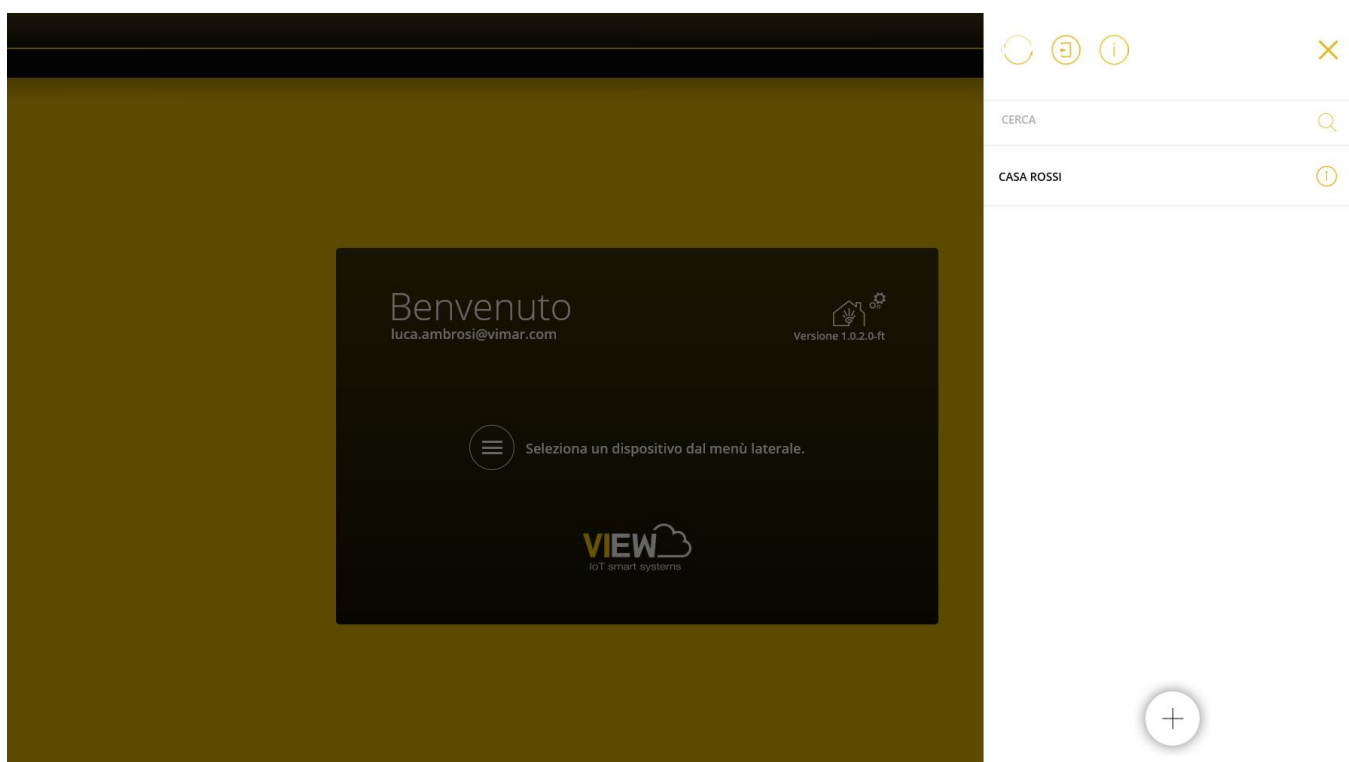 CERCA
CASA ROSSI
Benvenuto
luca.ambrosi@vimar.com
Versione 1.0.2.0-ft
Seleziona un dispositivo dal menù laterale.
VIEW
IoT smart systems